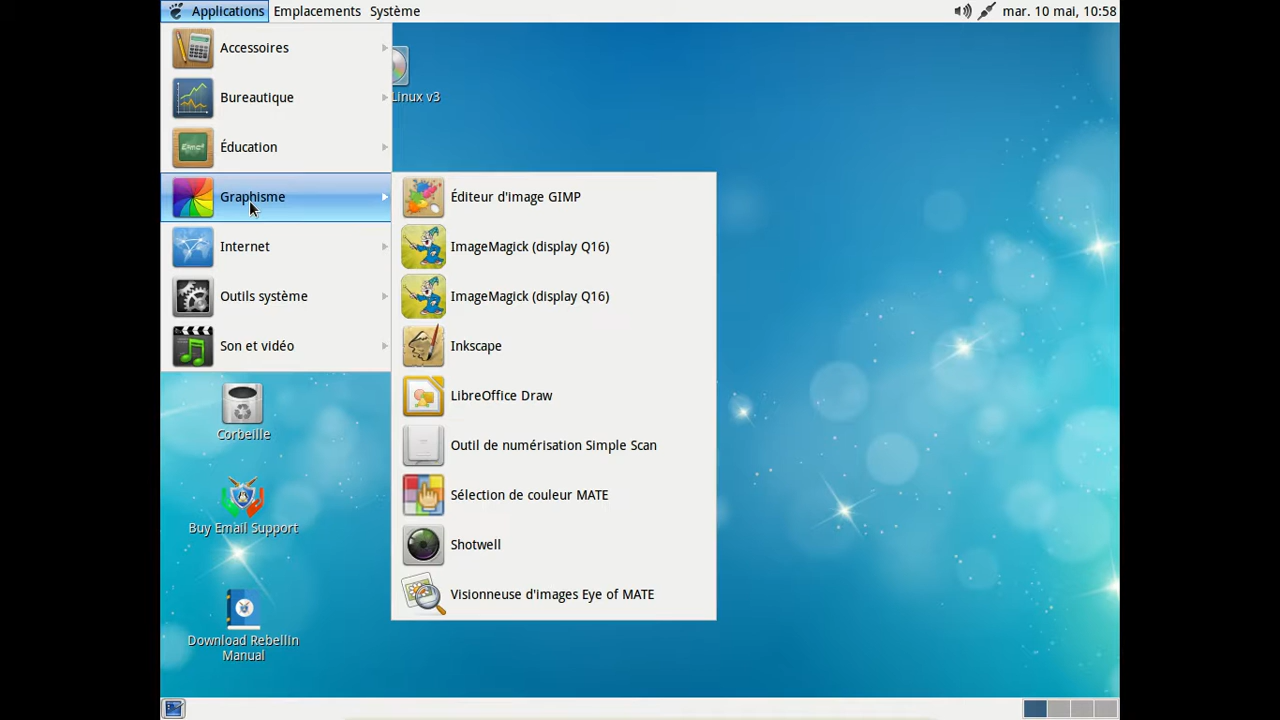 Applications Emplacements Système mar. 10 mai, 10:58
Accessoires
Bureautique
Éducation
Graphisme
Internet
Outils système
Son et vidéo
Linux v3
Éditeur d'image GIMP
ImageMagick (display Q16)
ImageMagick (display Q16)
Inkscape
LibreOffice Draw
Outil de numérisation Simple Scan
Sélection de couleur MATE
Shotwell
Visionneuse d'images Eye of MATE
Corbeille
Buy Email Support
Download Rebellin
Manual